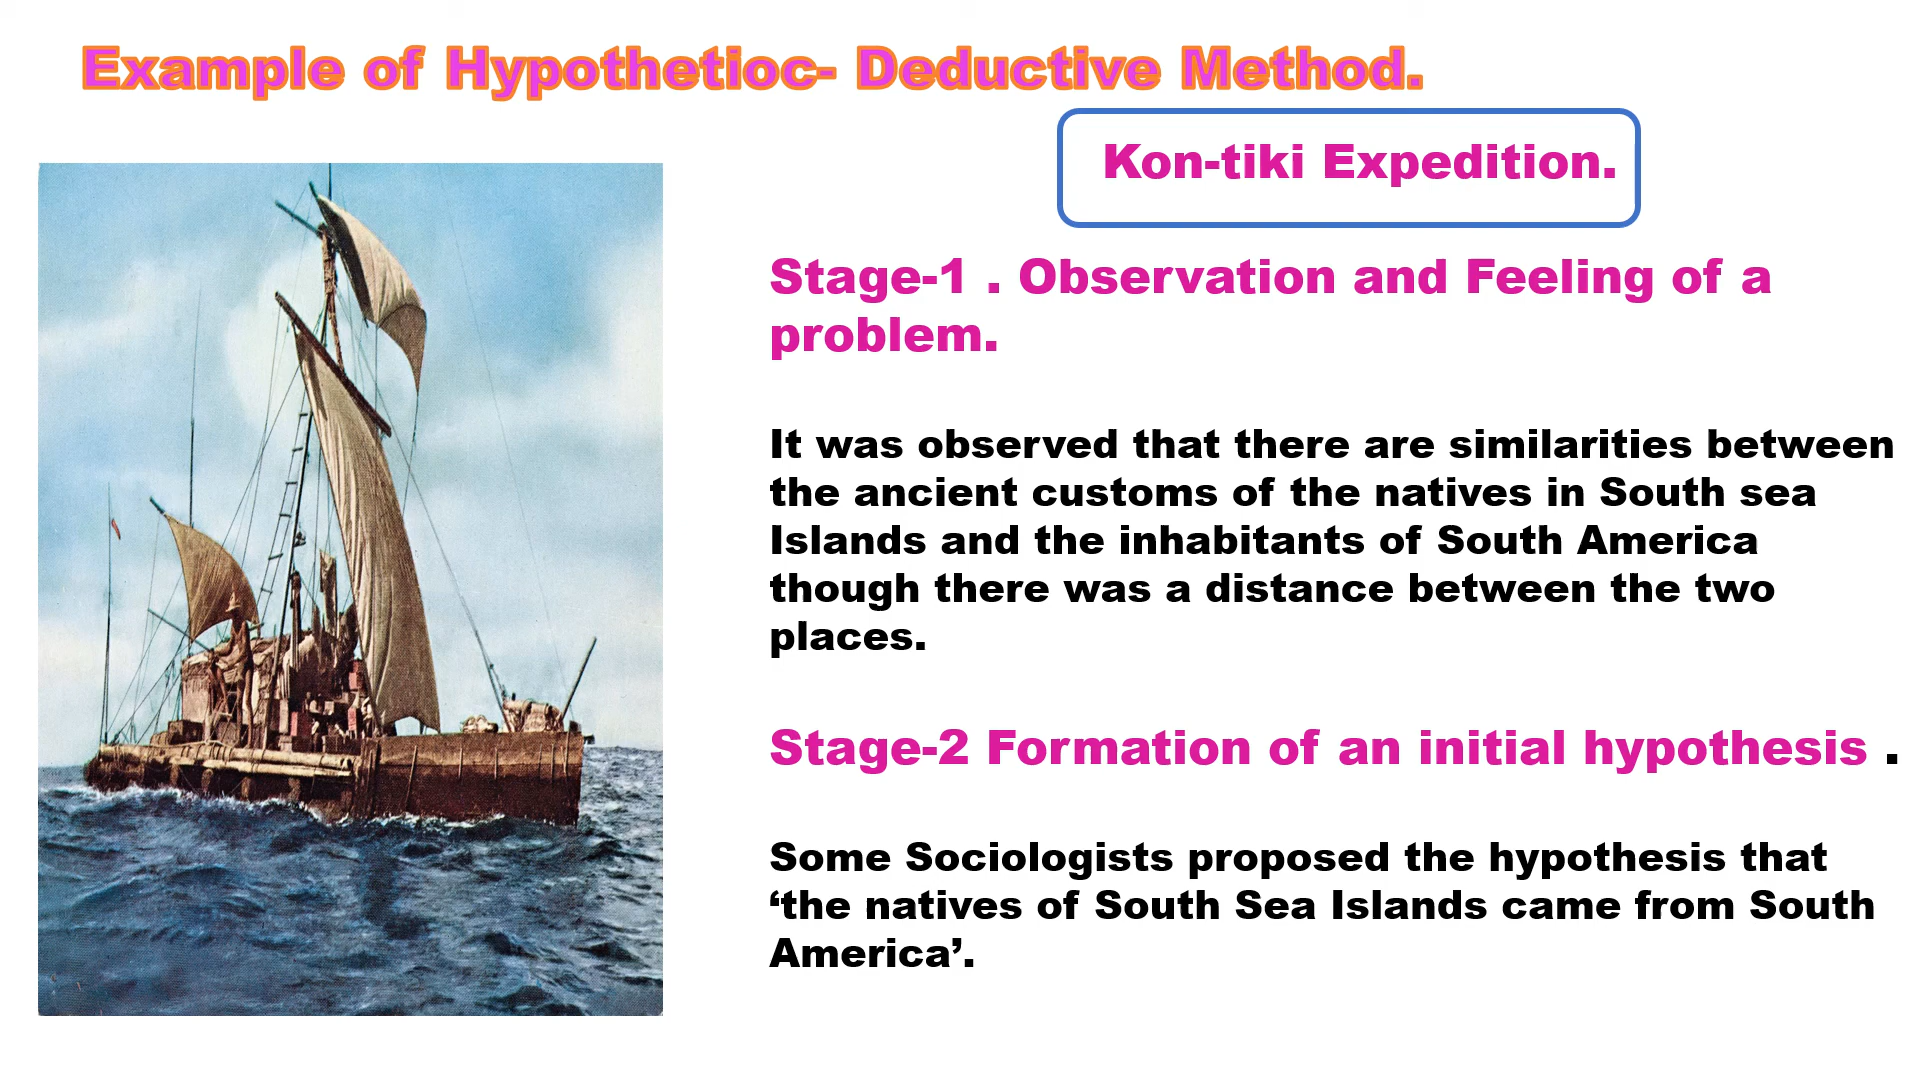 Example of Hypothetioc- Deductive Method.
Kon-tiki Expedition.
Stage-1 . Observation and Feeling of a
problem.
It was observed that there are similarities between
the ancient customs of the natives in South sea
Islands and the inhabitants of South America
though there was a distance between the two
places.
Stage-2 Formation of an initial hypothesis .
Some Sociologists proposed the hypothesis that
‘the natives of South Sea Islands came from South
America’.